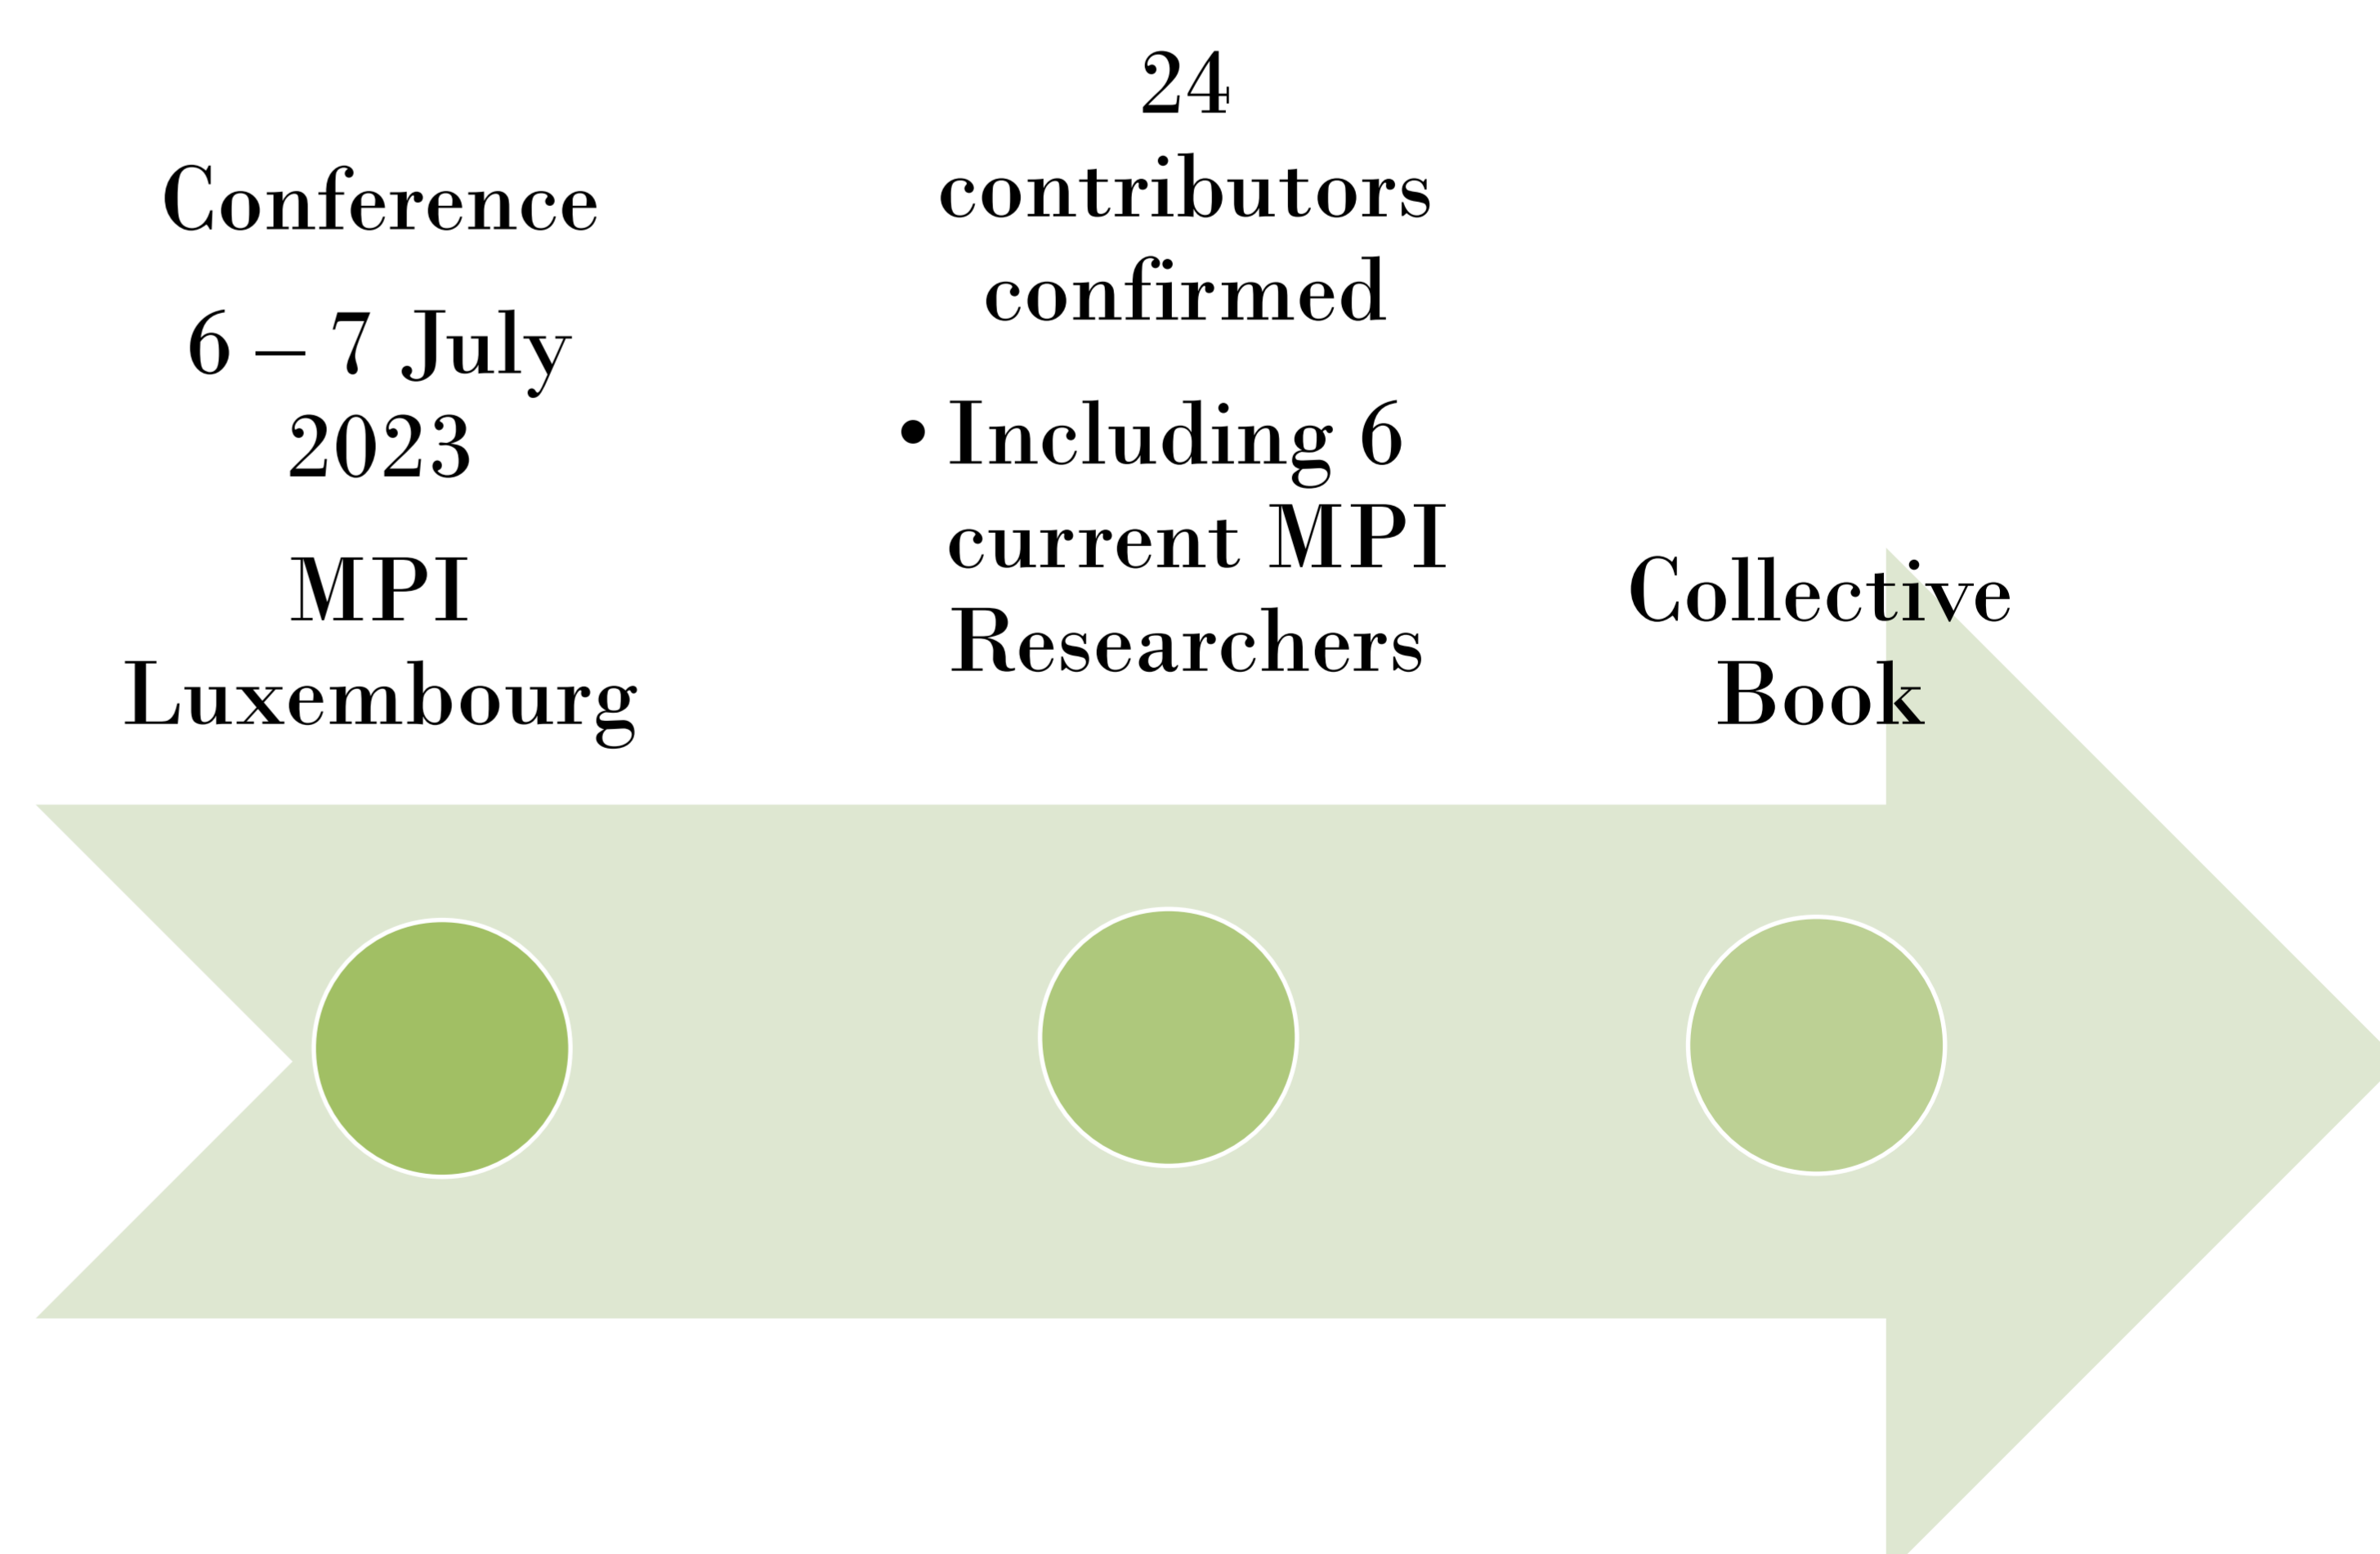 Conference
6 – 7 July
2023
MPI
Luxembourg
24
contributors
confirmed
• Including 6
current MPI
Researchers
Collective
Book